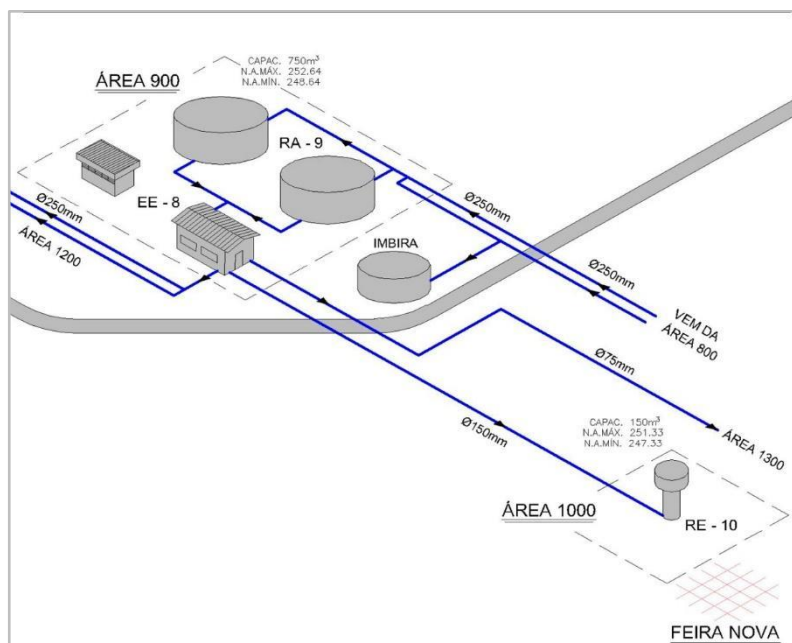 CAPAC. 750m³
N.A.MÁX. 252.64
N.A.MÍN. 248.64
ÁREA 900
RA - 9
EE - 8
Ø250mm
ÁREA 1200
IMBIRA
Ø250mm
Ø250mm
VEM DA
ÁREA 800
Ø75mm
ÁREA 1300
Ø150mm
CAPAC. 150m³
N.A.MÁX. 251.33
N.A.MÍN. 247.33
ÁREA 1000
RE - 10
FEIRA NOVA